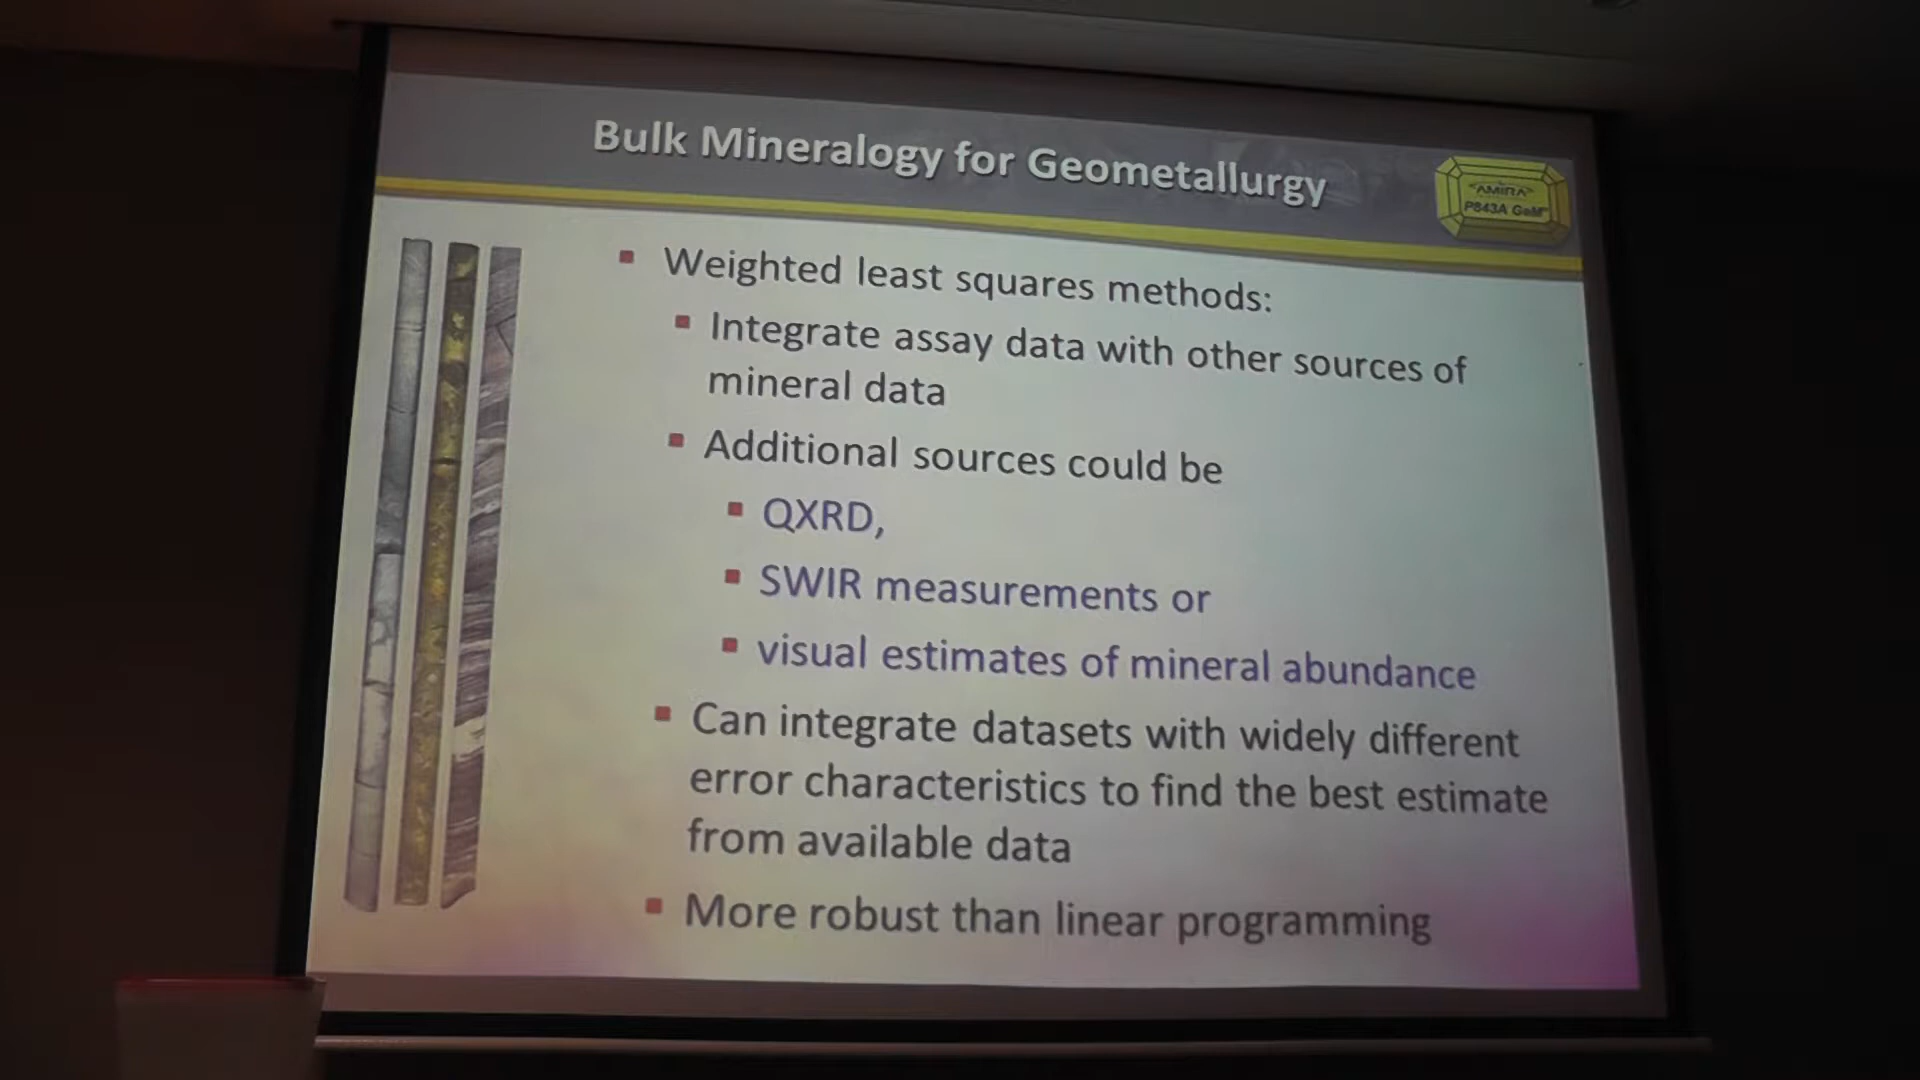 Bulk Mineralogy for Geometallurgy
AMIRA
P843A GeM
Weighted least squares methods:
Integrate assay data with other sources of
mineral data
Additional sources could be
QXRD,
SWIR measurements or
visual estimates of mineral abundance
Can integrate datasets with widely different
error characteristics to find the best estimate
from available data
More robust than linear programming